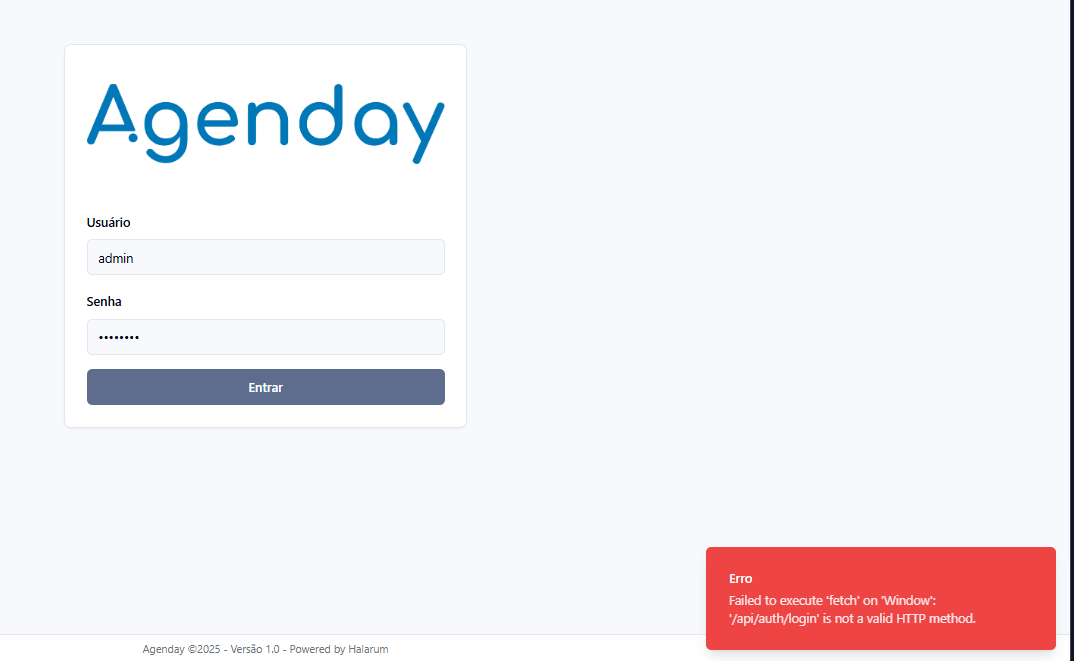 Agenday
Usuário
admin
Senha
••••••••
Entrar
Erro
Failed to execute 'fetch' on 'Window':
'/api/auth/login' is not a valid HTTP method.
Agenday ©2025 - Versão 1.0 - Powered by Halarum